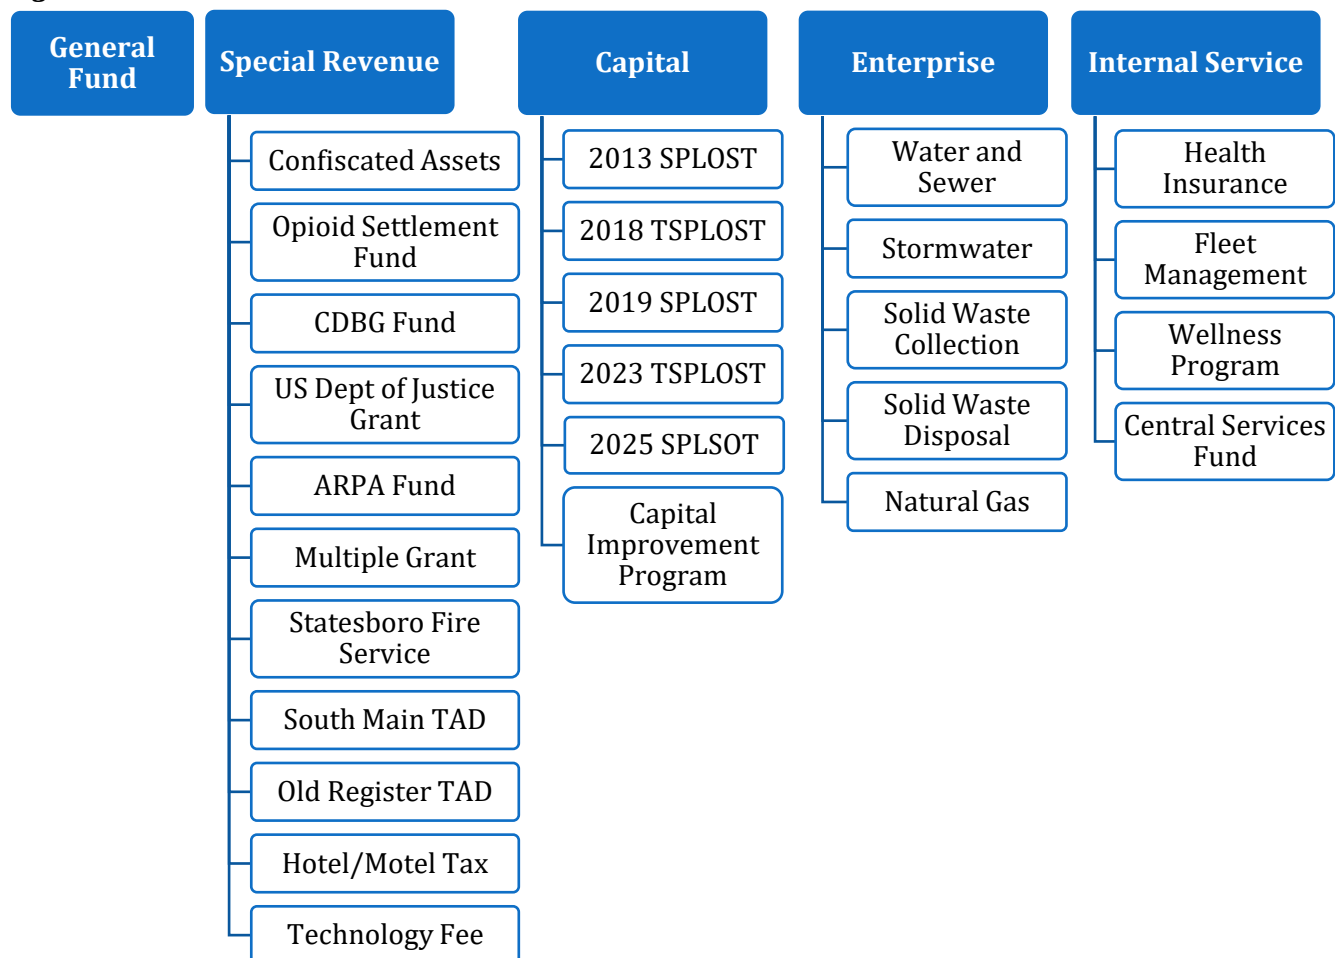 General
Fund
Special Revenue
Confiscated Assets
Opioid Settlement
Fund
CDBG Fund
US Dept of Justice
Grant
ARPA Fund
Multiple Grant
Statesboro Fire
Service
South Main TAD
Old Register TAD
Hotel/Motel Tax
Technology Fee
Capital
2013 SPLOST
2018 TSPLOST
2019 SPLOST
2023 TSPLOST
2025 SPLSOT
Capital
Improvement
Program
Enterprise
Water and
Sewer
Stormwater
Solid Waste
Collection
Solid Waste
Disposal
Natural Gas
Internal Service
Health
Insurance
Fleet
Management
Wellness
Program
Central Services
Fund